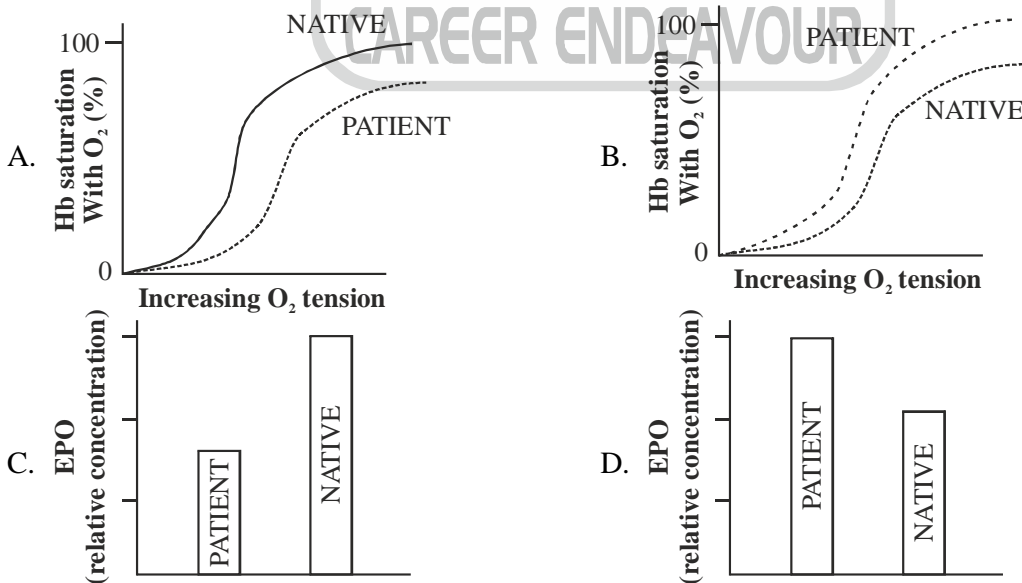 CAREER ENDEAVOUR
A.
Hb saturation
With O₂ (%)
100
0
NATIVE
PATIENT
Increasing O₂ tension
B.
Hb saturation
With O₂ (%)
100
0
PATIENT
NATIVE
Increasing O₂ tension
C.
EPO
(relative concentration)
PATIENT
NATIVE
D.
EPO
(relative concentration)
PATIENT
NATIVE